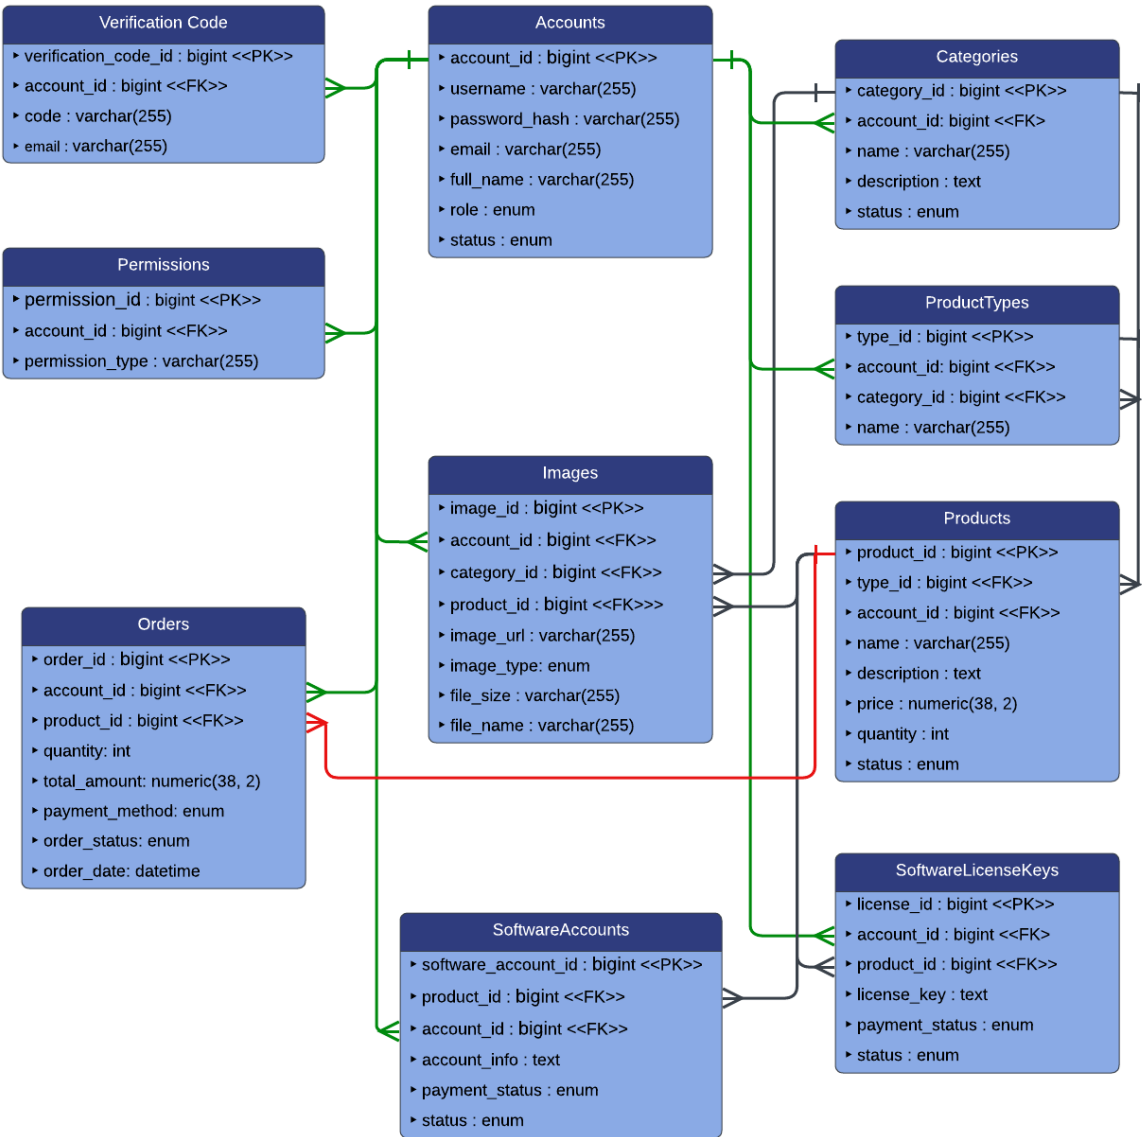 Verification Code
verification_code_id : bigint <<PK>>
account_id : bigint <<FK>>
code : varchar(255)
email : varchar(255)
Accounts
account_id : bigint <<PK>>
username : varchar(255)
password_hash : varchar(255)
email : varchar(255)
full_name : varchar(255)
role : enum
status : enum
Categories
category_id : bigint <<PK>>
account_id: bigint <<FK>
name : varchar(255)
description : text
status : enum
Permissions
permission_id : bigint <<PK>>
account_id : bigint <<FK>>
permission_type : varchar(255)
ProductTypes
type_id : bigint <<PK>>
account_id: bigint <<FK>>
category_id : bigint <<FK>>
name : varchar(255)
Images
image_id : bigint <<PK>>
account_id : bigint <<FK>>
category_id : bigint <<FK>>
product_id : bigint <<FK>>>
image_url : varchar(255)
image_type: enum
file_size : varchar(255)
file_name : varchar(255)
Products
product_id : bigint <<PK>>
type_id : bigint <<FK>>
account_id : bigint <<FK>>
name : varchar(255)
description : text
price : numeric(38, 2)
quantity : int
status : enum
Orders
order_id : bigint <<PK>>
account_id : bigint <<FK>>
product_id : bigint <<FK>>
quantity: int
total_amount: numeric(38, 2)
payment_method: enum
order_status: enum
order_date: datetime
SoftwareAccounts
software_account_id : bigint <<PK>>
product_id : bigint <<FK>>
account_id : bigint <<FK>>
account_info : text
payment_status : enum
status : enum
SoftwareLicenseKeys
license_id : bigint <<PK>>
account_id : bigint <<FK>
product_id : bigint <<FK>>
license_key : text
payment_status : enum
status : enum